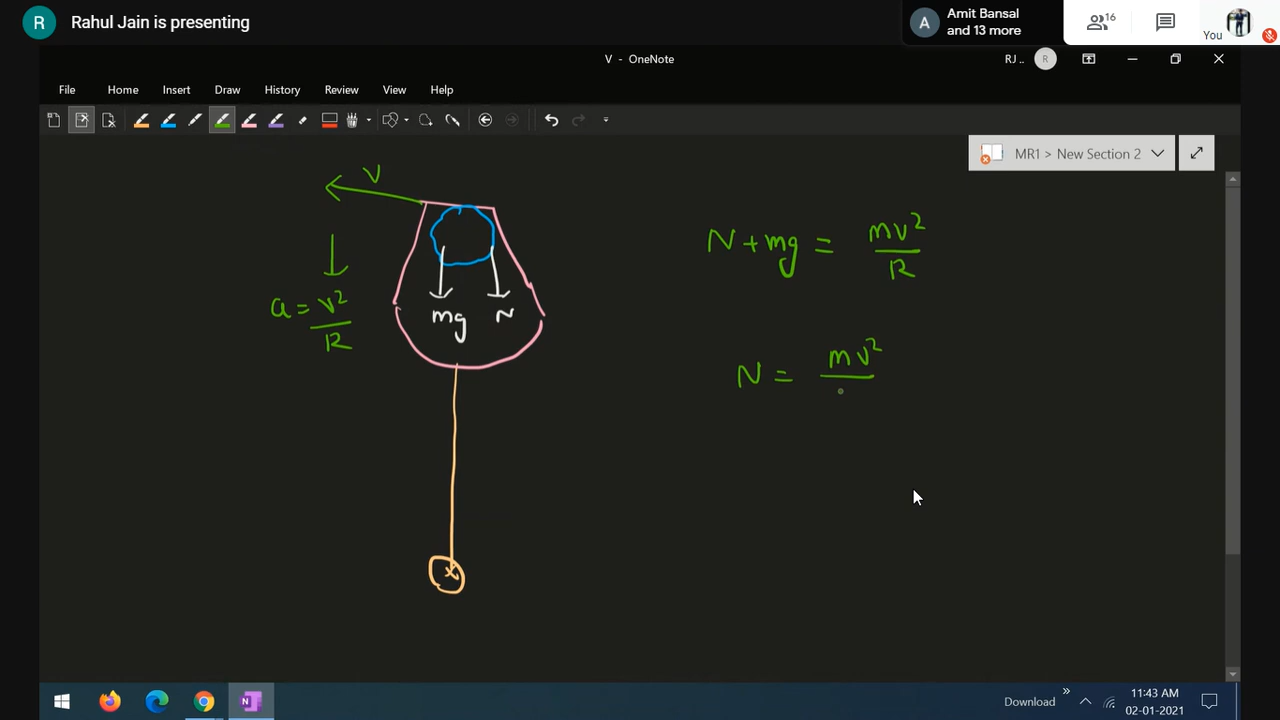 R Rahul Jain is presenting
A Amit Bansal
and 13 more
16
You
V - OneNote
RJ .. R
File Home Insert Draw History Review View Help
MR1 > New Section 2
V
a = v²/R
mg N
N + mg = mv²/R
N = mv²
x
Download »
11:43 AM
02-01-2021